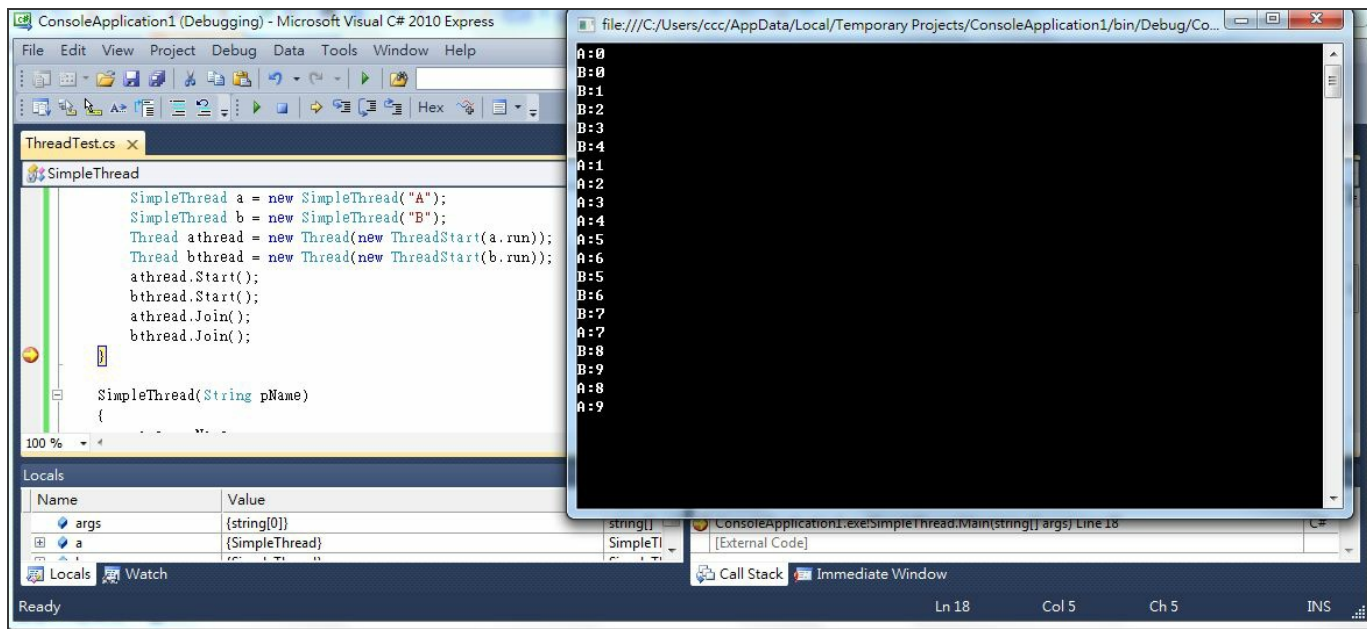 ConsoleApplication1 (Debugging) - Microsoft Visual C# 2010 Express
File Edit View Project Debug Data Tools Window Help
Hex
ThreadTest.cs
SimpleThread
SimpleThread a = new SimpleThread("A");
SimpleThread b = new SimpleThread("B");
Thread athread = new Thread(new ThreadStart(a.run));
Thread bthread = new Thread(new ThreadStart(b.run));
athread.Start();
bthread.Start();
athread.Join();
bthread.Join();
}
SimpleThread(String pName)
{
100 %
file:///C:/Users/ccc/AppData/Local/Temporary Projects/ConsoleApplication1/bin/Debug/Co...
A:0
B:0
B:1
B:2
B:3
B:4
A:1
A:2
A:3
A:4
A:5
A:6
B:5
B:6
B:7
A:7
B:8
B:9
A:8
A:9
Locals
Name Value
args {string[0]} string[]
a {SimpleThread} SimpleTl
ConsoleApplication1.exe!SimpleThread.Main(string[] args) Line 18 C#
[External Code]
Locals Watch
Call Stack Immediate Window
Ready Ln 18 Col 5 Ch 5 INS